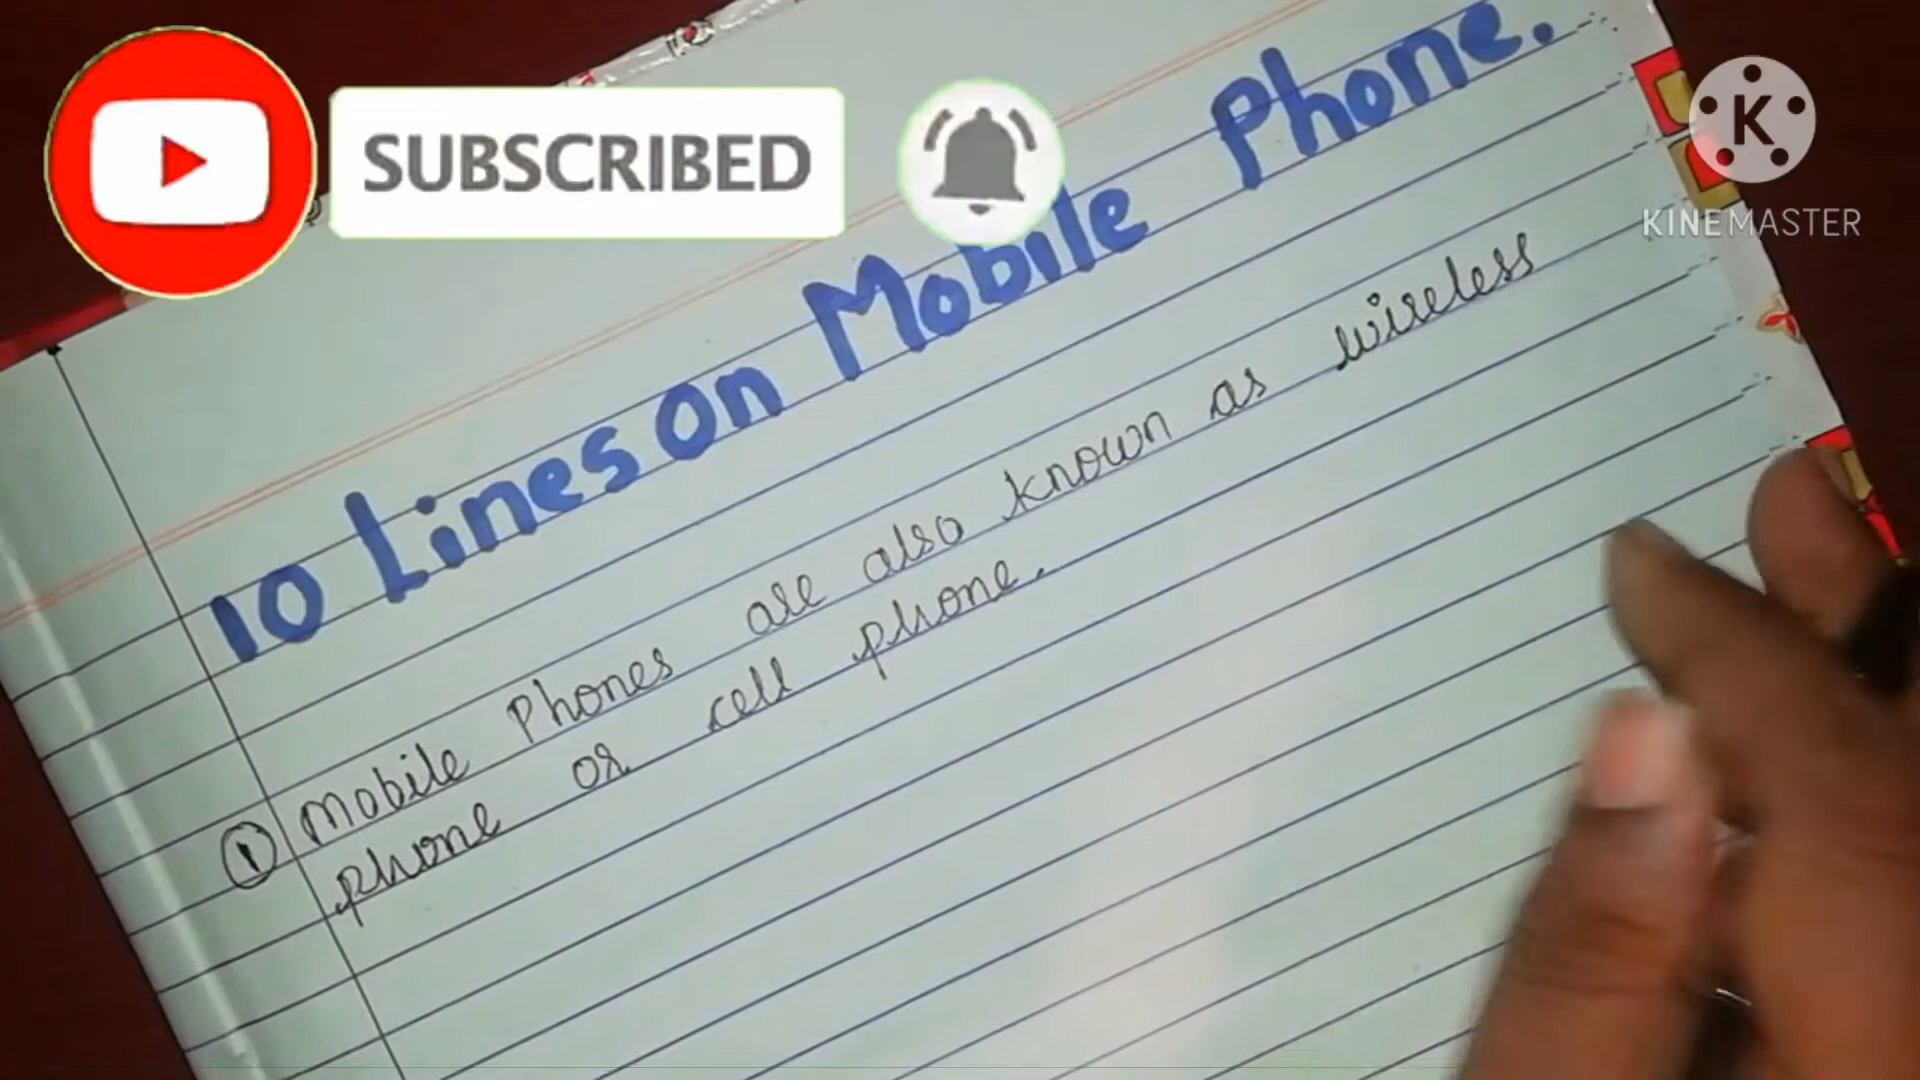 SUBSCRIBED
K
KINEMASTER
10 Lines on Mobile Phone.
① Mobile Phones are also known as wireless
phone or cell phone.